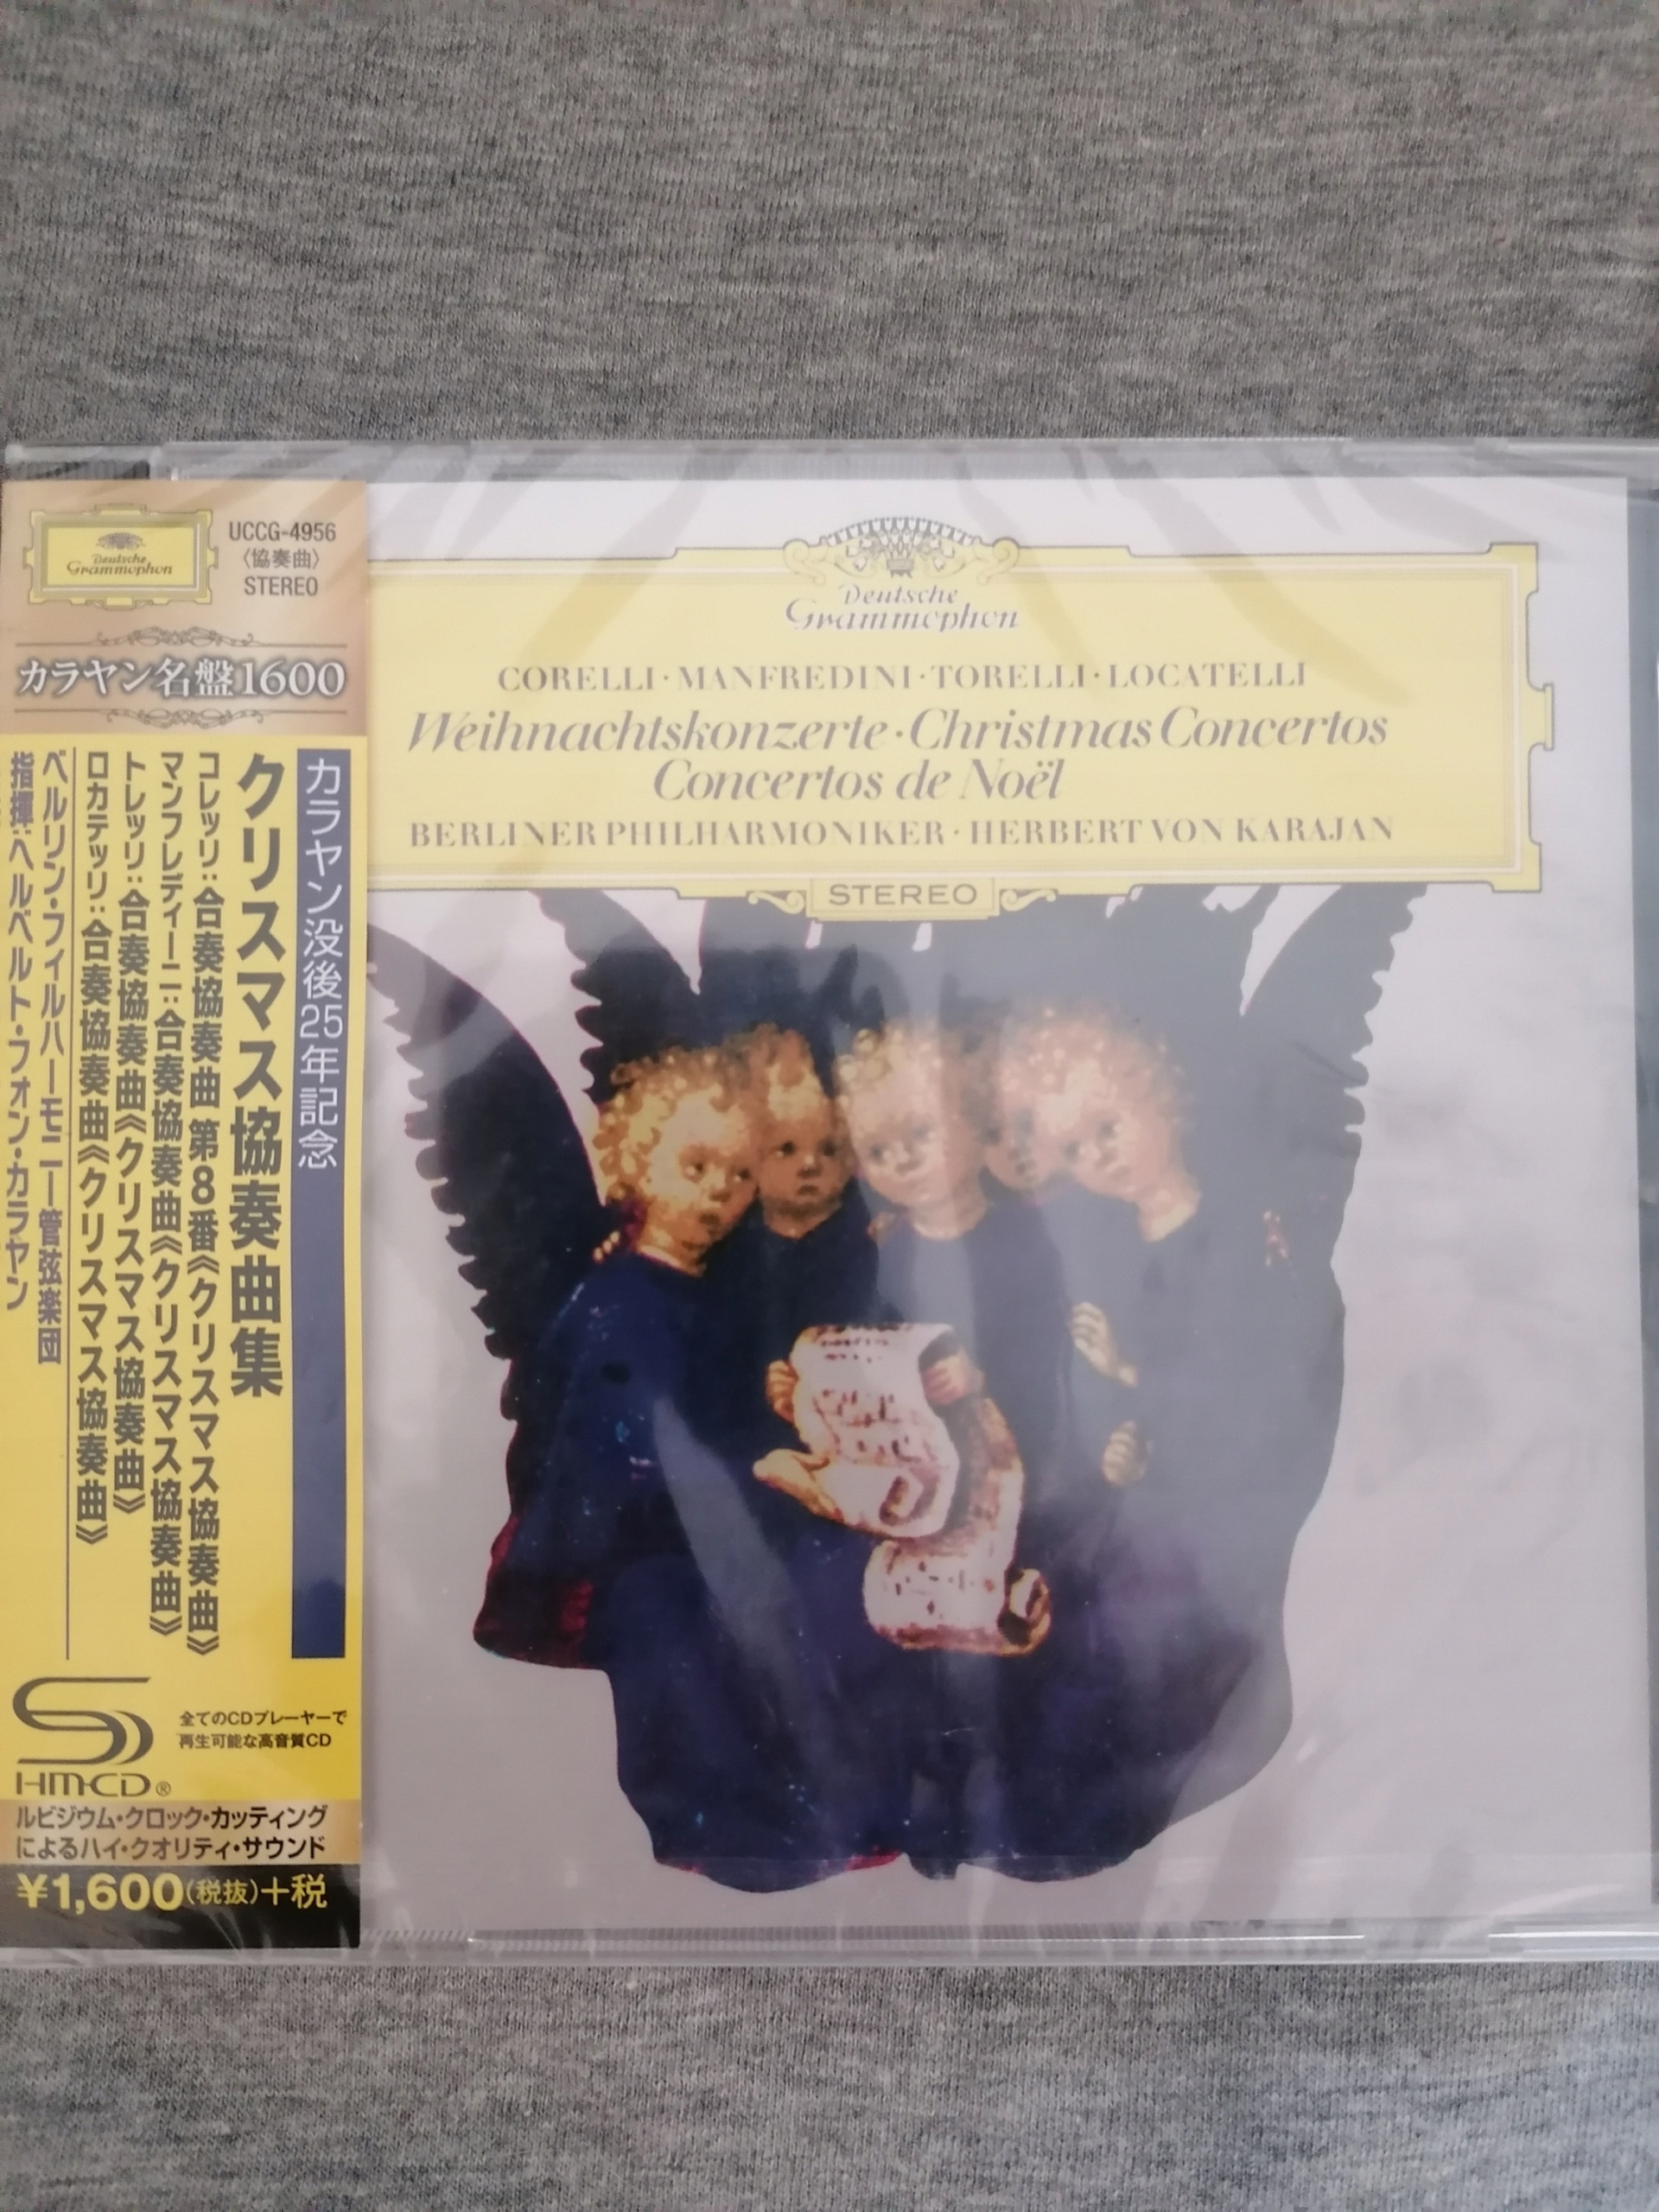 Deutsche
Grammophon
UCCG-4956
〈協奏曲〉
STEREO
カラヤン名盤1600
カラヤン没後25年記念
クリスマス協奏曲集
コレッリ：合奏協奏曲 第8番《クリスマス協奏曲》
マンフレディーニ：合奏協奏曲《クリスマス協奏曲》
トレッリ：合奏協奏曲《クリスマス協奏曲》
ロカテッリ：合奏協奏曲《クリスマス協奏曲》
ベルリン・フィルハーモニー管弦楽団
指揮：ヘルベルト・フォン・カラヤン
SHM-CD®
全てのCDプレーヤーで
再生可能な高音質CD
ルビジウム・クロック・カッティング
によるハイ・クオリティ・サウンド
¥1,600(税抜)+税
Deutsche
Grammophon
CORELLI · MANFREDINI · TORELLI · LOCATELLI
Weihnachtskonzerte · Christmas Concertos
Concertos de Noël
BERLINER PHILHARMONIKER · HERBERT VON KARAJAN
STEREO